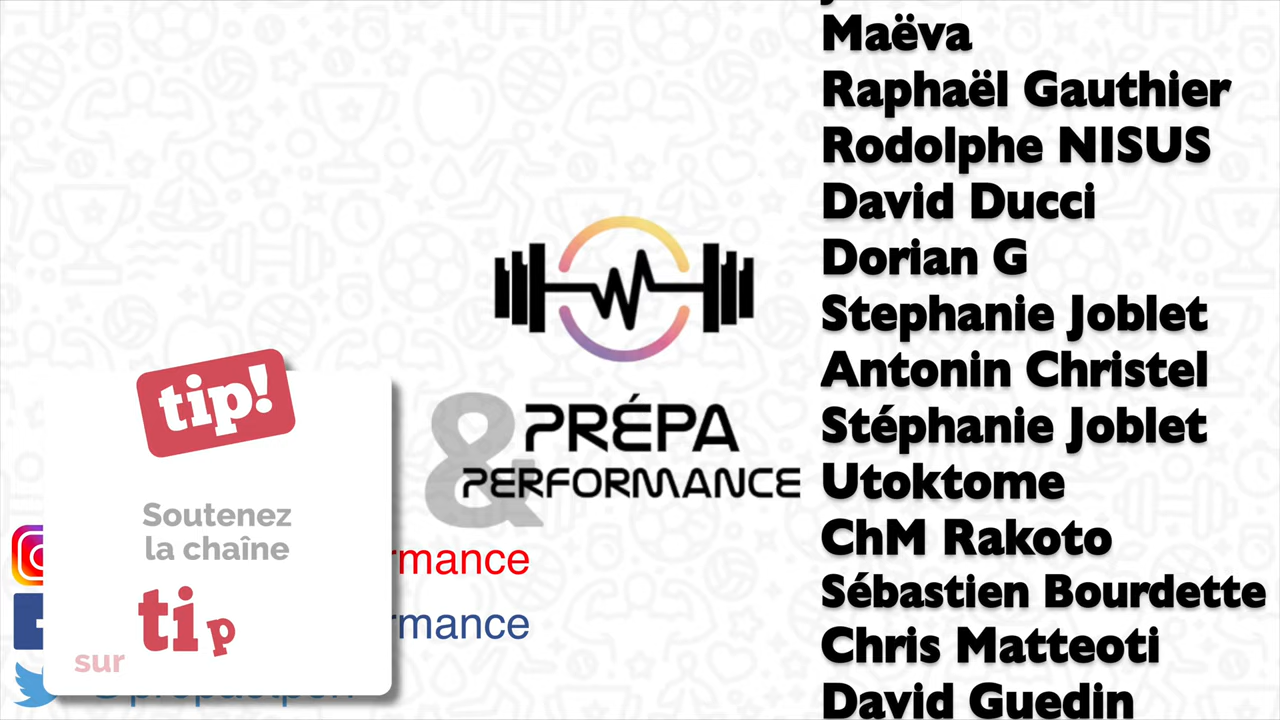 Maëva
Raphaël Gauthier
Rodolphe NISUS
David Ducci
Dorian G
Stephanie Joblet
Antonin Christel
Stéphanie Joblet
Utoktome
ChM Rakoto
Sébastien Bourdette
Chris Matteoti
David Guedin
&
PRÉPA
PERFORMANCE
tip!
Soutenez
la chaîne
tip
sur
rmance
rmance